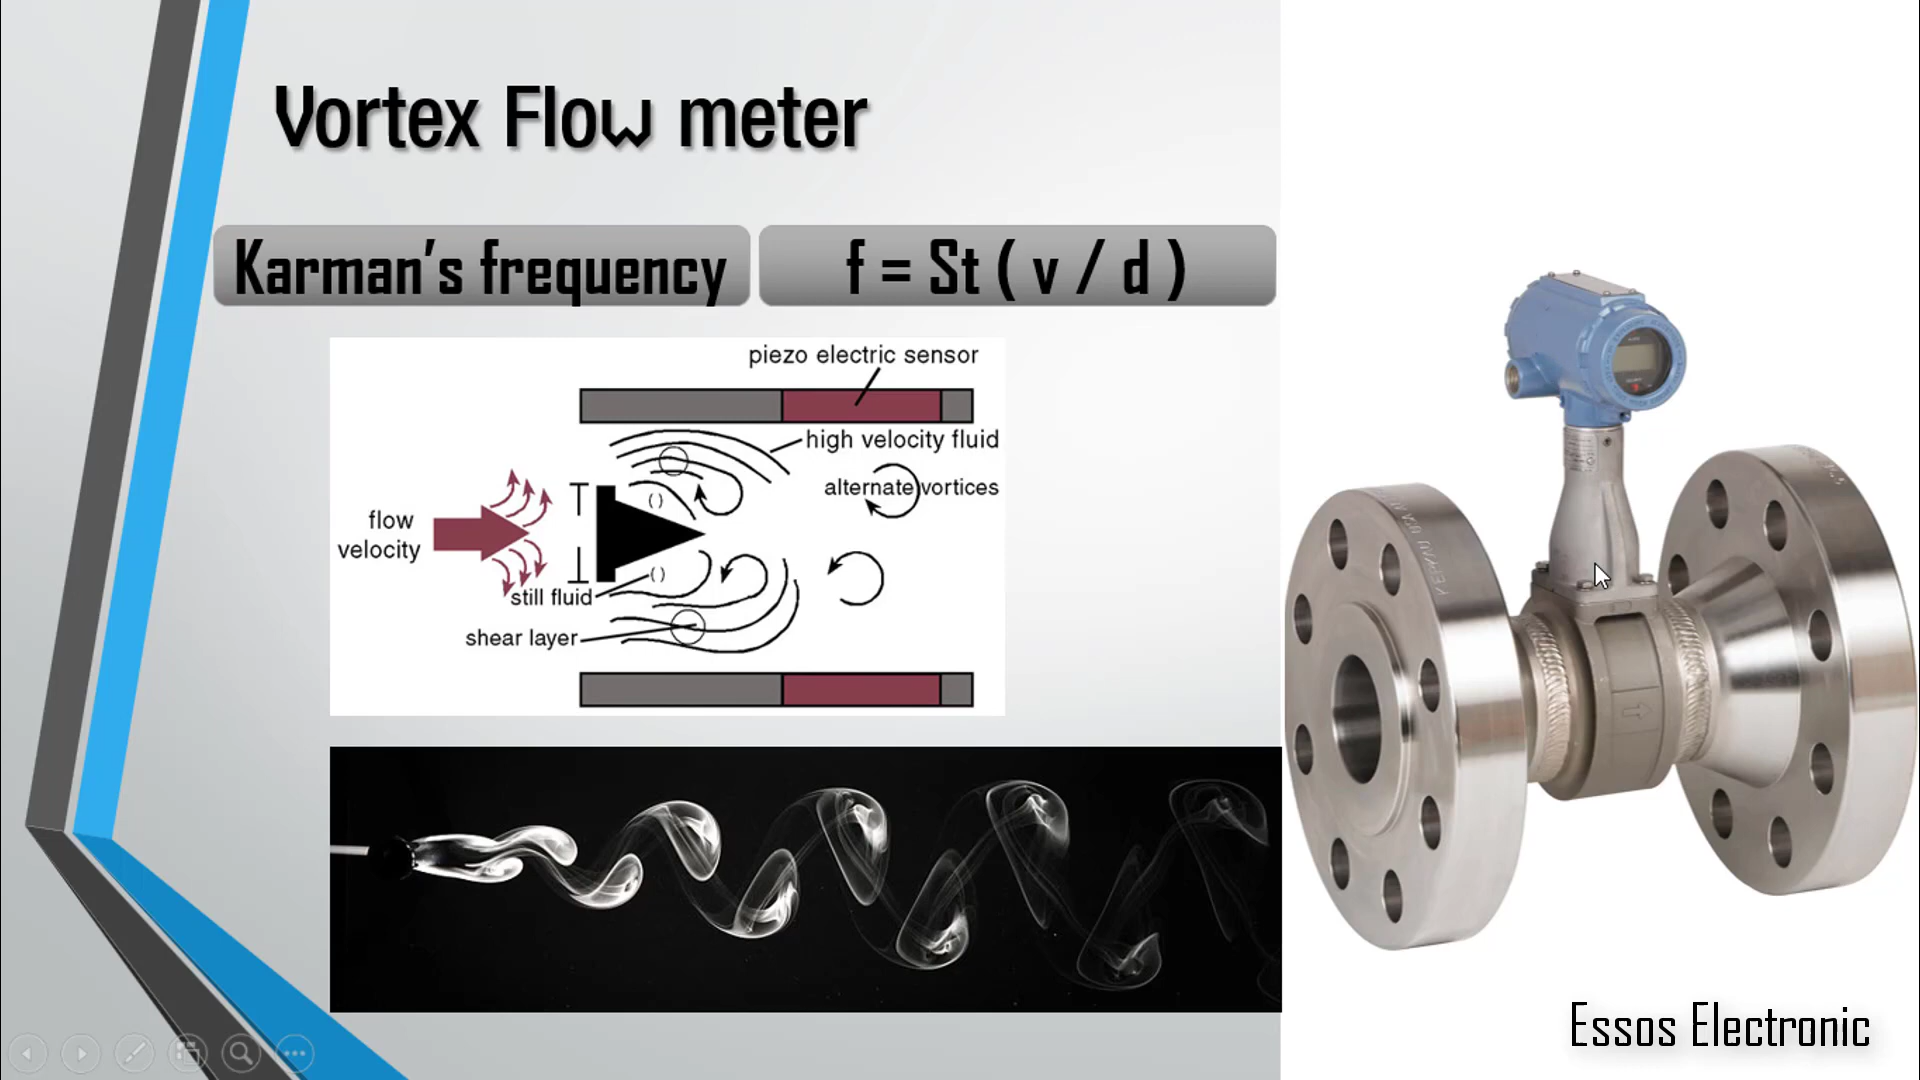 Vortex Flow meter
Karman's frequency
f = St ( v / d )
piezo electric sensor
high velocity fluid
alternate vortices
flow
velocity
still fluid
shear layer
Essos Electronic